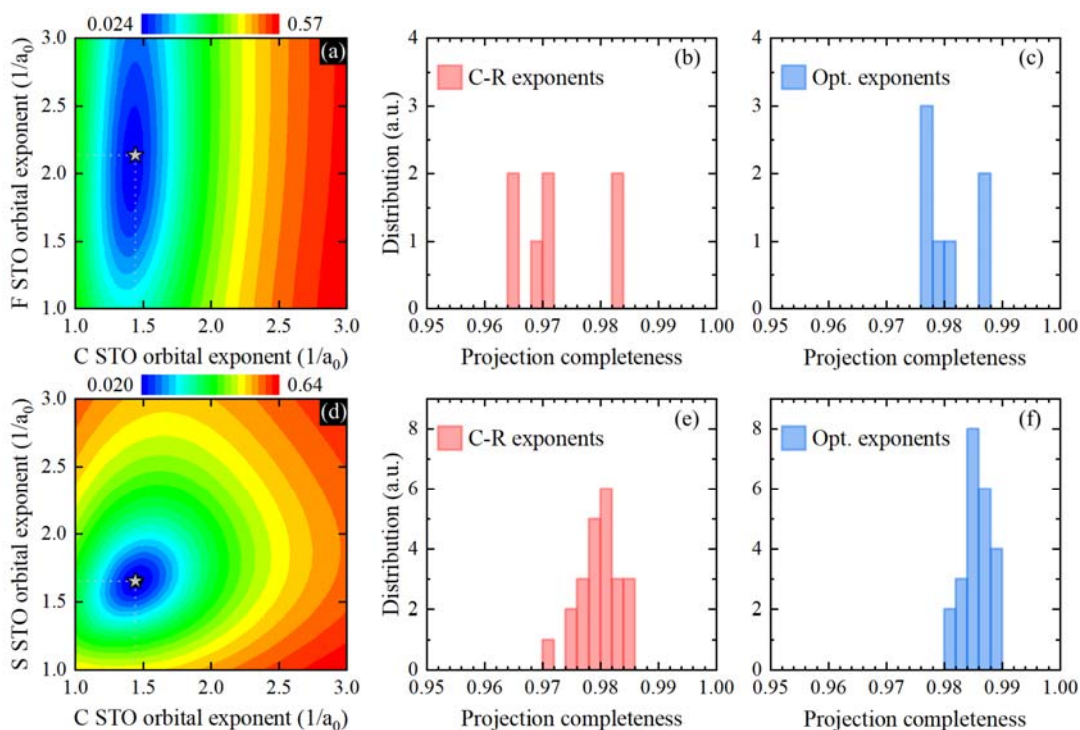 0.024 0.57
(a)
3.0
2.5
2.0
1.5
1.0
F STO orbital exponent (1/a0)
1.0 1.5 2.0 2.5 3.0
C STO orbital exponent (1/a0)
(b)
C-R exponents
4
3
2
1
0
Distribution (a.u.)
0.95 0.96 0.97 0.98 0.99 1.00
Projection completeness
(c)
Opt. exponents
4
3
2
1
0
0.95 0.96 0.97 0.98 0.99 1.00
Projection completeness
0.020 0.64
(d)
3.0
2.5
2.0
1.5
1.0
S STO orbital exponent (1/a0)
1.0 1.5 2.0 2.5 3.0
C STO orbital exponent (1/a0)
(e)
C-R exponents
8
6
4
2
0
Distribution (a.u.)
0.95 0.96 0.97 0.98 0.99 1.00
Projection completeness
(f)
Opt. exponents
8
6
4
2
0
0.95 0.96 0.97 0.98 0.99 1.00
Projection completeness